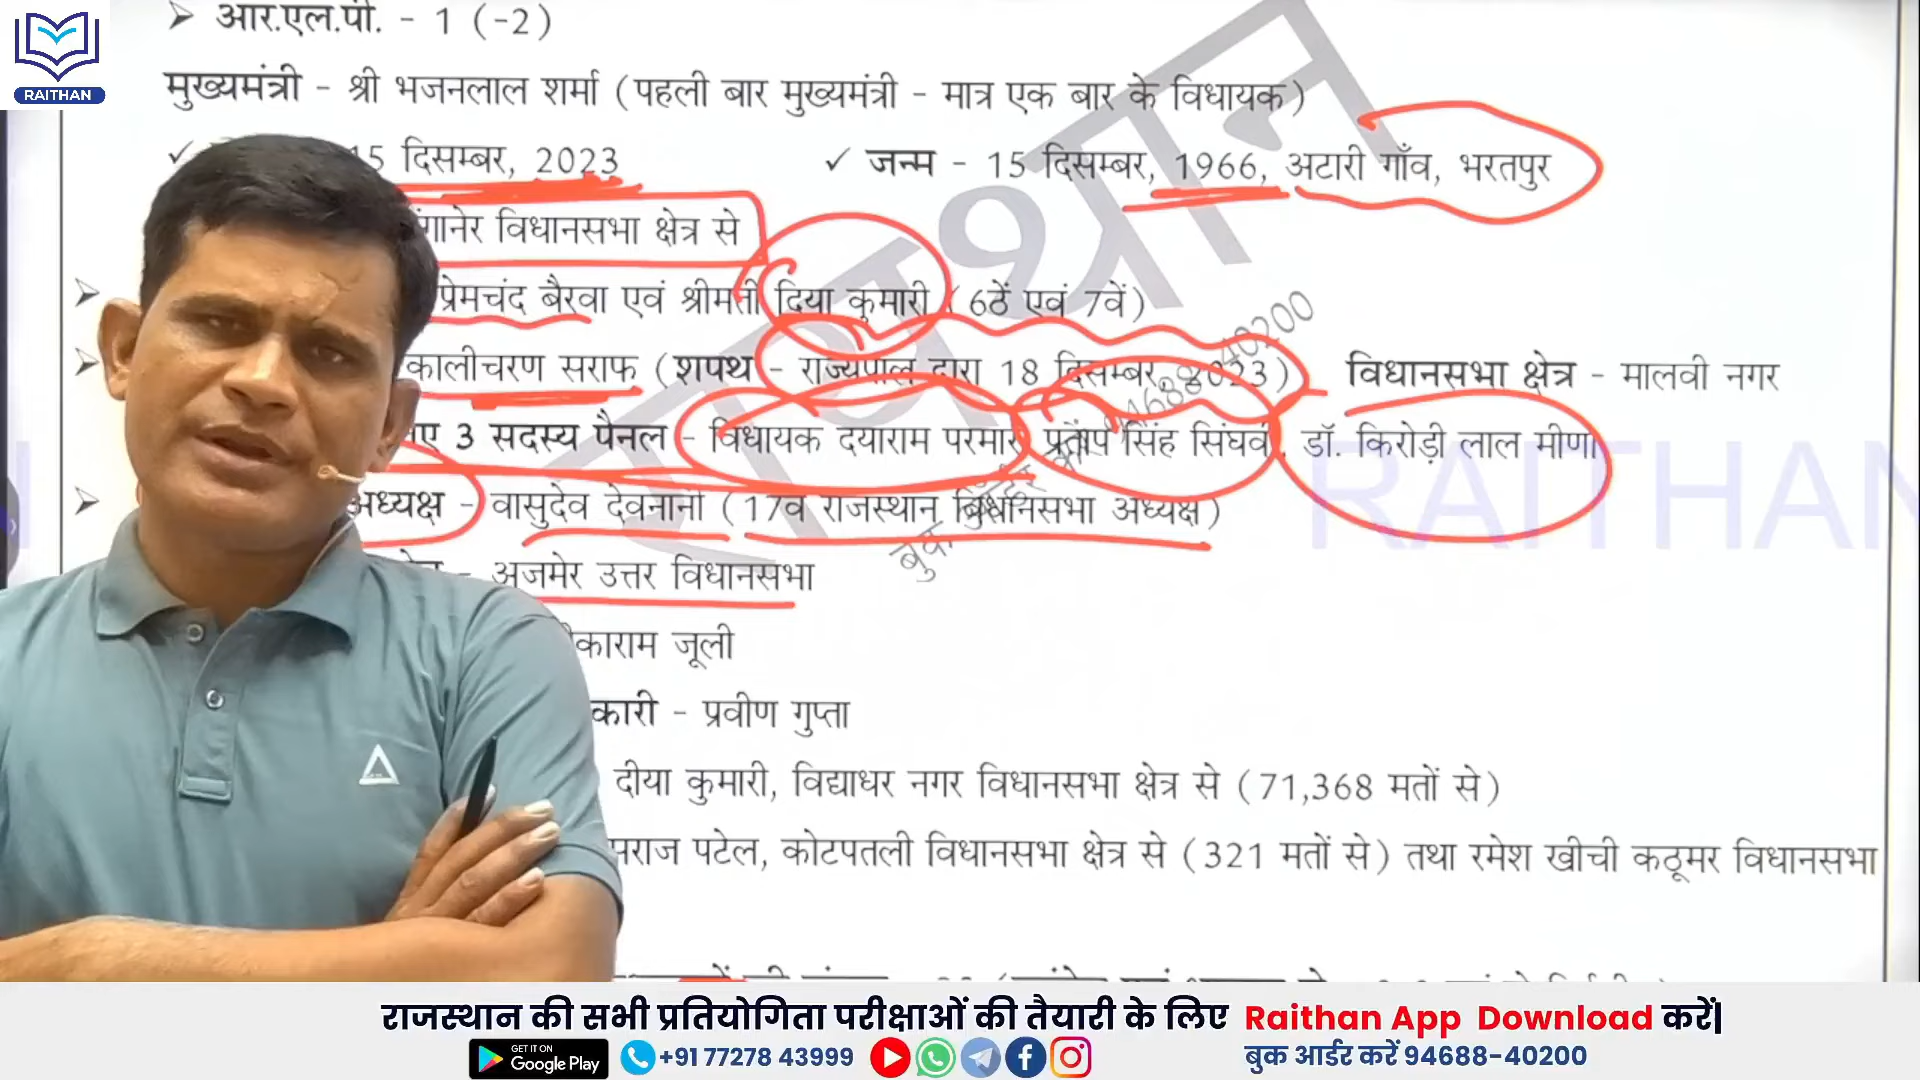 RAITHAN
आर.एल.पी. - 1 (-2)
मुख्यमंत्री - श्री भजनलाल शर्मा (पहली बार मुख्यमंत्री - मात्र एक बार के विधायक)
15 दिसम्बर, 2023 ✓ जन्म - 15 दिसम्बर, 1966, अटारी गाँव, भरतपुर
विधानसभा क्षेत्र से
प्रेमचंद बैरवा एवं श्रीमती दिया कुमारी (6ठें एवं 7वें)
कालीचरण सराफ (शपथ - राज्यपाल द्वारा 18 दिसम्बर, 2023) विधानसभा क्षेत्र - मालवी नगर
3 सदस्य पैनल - विधायक दयाराम परमार, प्रताप सिंह सिंघवी, डॉ. किरोड़ी लाल मीणा
अध्यक्ष - वासुदेव देवनानी (17वें राजस्थान विधानसभा अध्यक्ष)
अजमेर उत्तर विधानसभा
जूली
- प्रवीण गुप्ता
दीया कुमारी, विद्याधर नगर विधानसभा क्षेत्र से (71,368 मतों से)
पटेल, कोटपतली विधानसभा क्षेत्र से (321 मतों से) तथा रमेश खीची कठूमर विधानसभा
राजस्थान की सभी प्रतियोगिता परीक्षाओं की तैयारी के लिए Raithan App Download करें|
GET IT ON Google Play +91 77278 43999 बुक आर्डर करें 94688-40200